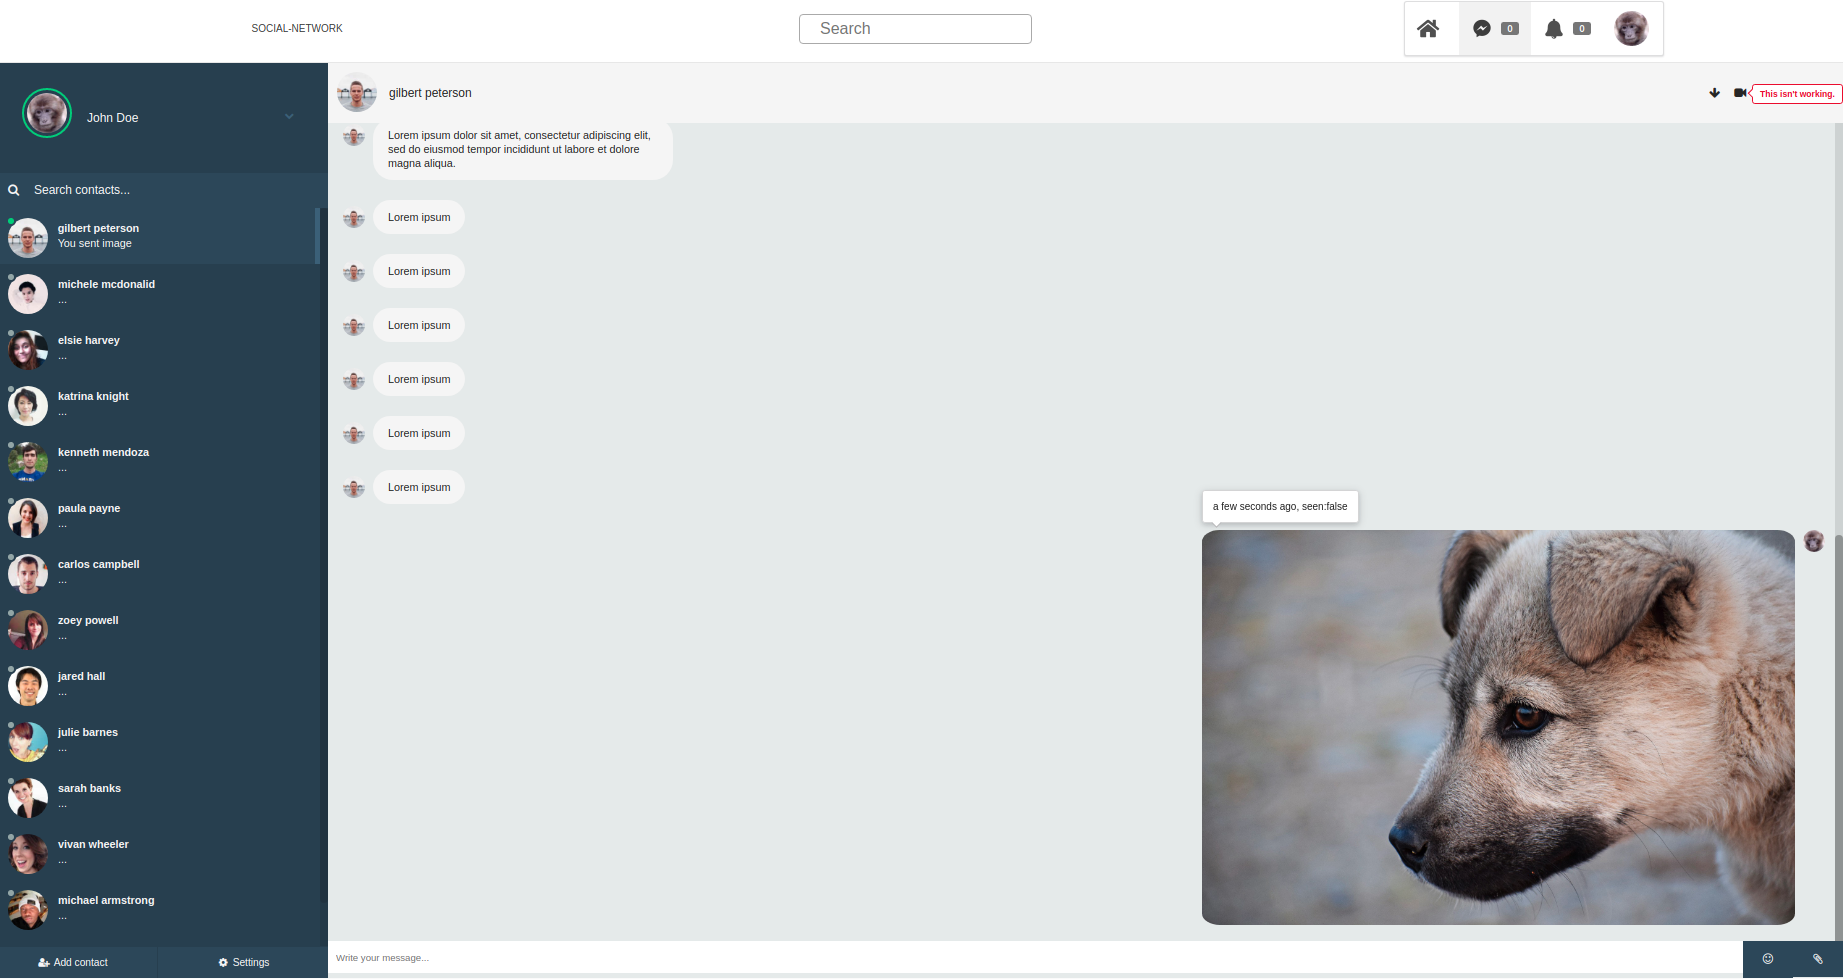 SOCIAL-NETWORK
Search
0
0
John Doe
Search contacts...
gilbert peterson
You sent image
michele mcdonalid
...
elsie harvey
...
katrina knight
...
kenneth mendoza
...
paula payne
...
carlos campbell
...
zoey powell
...
jared hall
...
julie barnes
...
sarah banks
...
vivan wheeler
...
michael armstrong
...
Add contact
Settings
gilbert peterson
This isn't working.
Lorem ipsum dolor sit amet, consectetur adipiscing elit,
sed do eiusmod tempor incididunt ut labore et dolore
magna aliqua.
Lorem ipsum
Lorem ipsum
Lorem ipsum
Lorem ipsum
Lorem ipsum
Lorem ipsum
a few seconds ago, seen:false
Write your message...